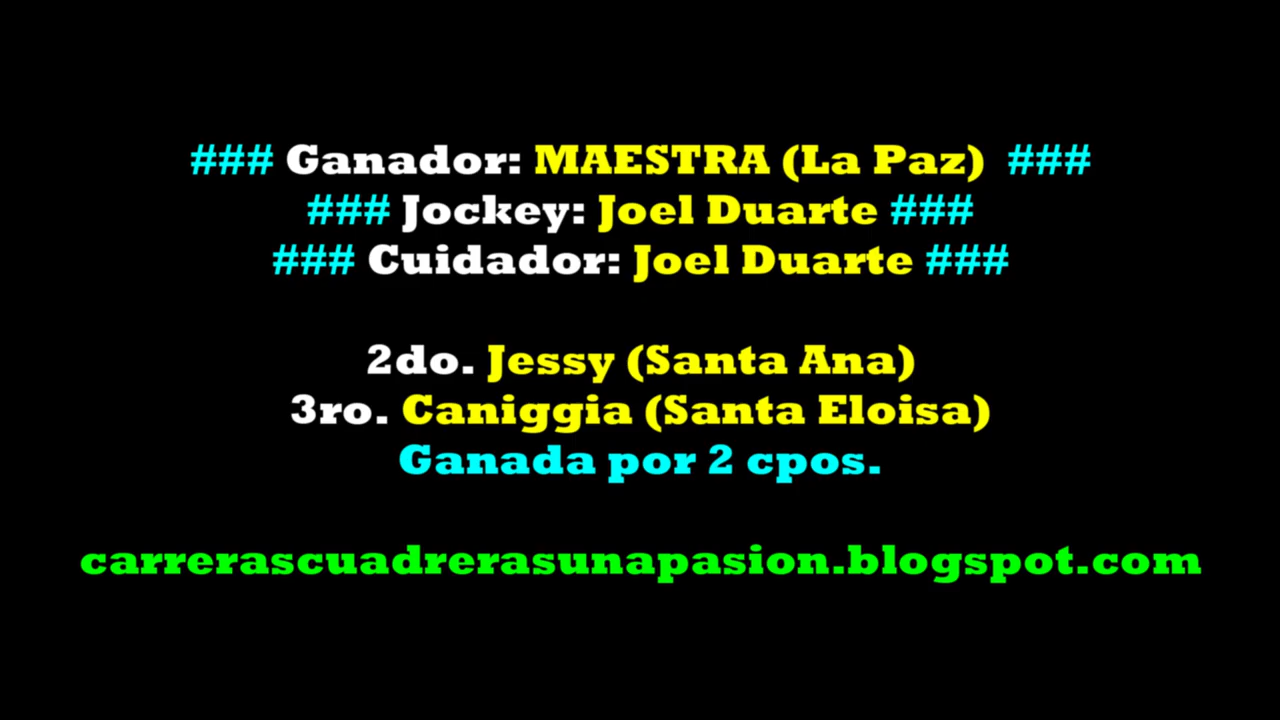 ### Ganador: MAESTRA (La Paz) ###
### Jockey: Joel Duarte ###
### Cuidador: Joel Duarte ###
2do. Jessy (Santa Ana)
3ro. Caniggia (Santa Eloisa)
Ganada por 2 cpos.
carrerascuadrerasunapasion.blogspot.com